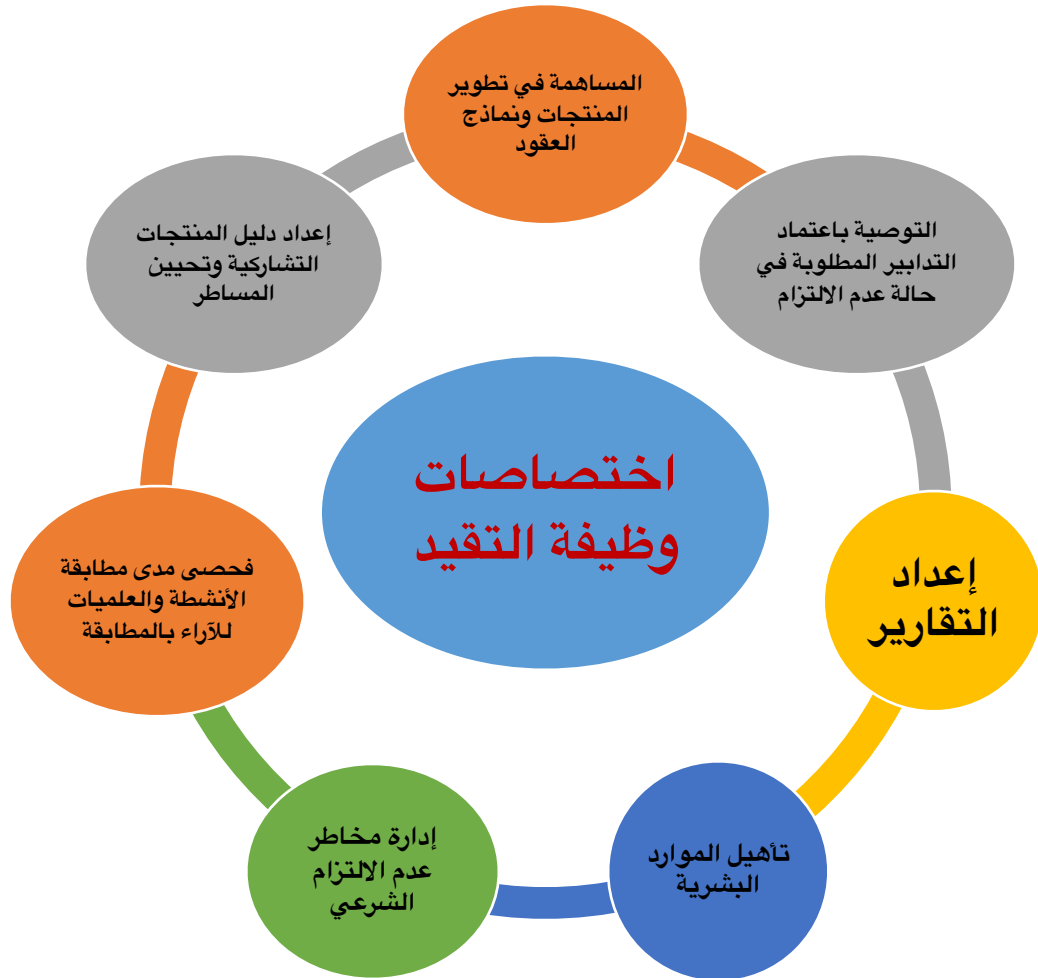 المساهمة في تطوير
المنتجات ونماذج
العقود
التوصية باعتماد
التدابير المطلوبة في
حالة عدم الالتزام
إعداد
التقارير
تأهيل الموارد
البشرية
إدارة مخاطر
عدم الالتزام
الشرعي
فحصى مدى مطابقة
الأنشطة والعلميات
للآراء بالمطابقة
إعداد دليل المنتجات
التشاركية وتحيين
المساطر
اختصاصات
وظيفة التقيد